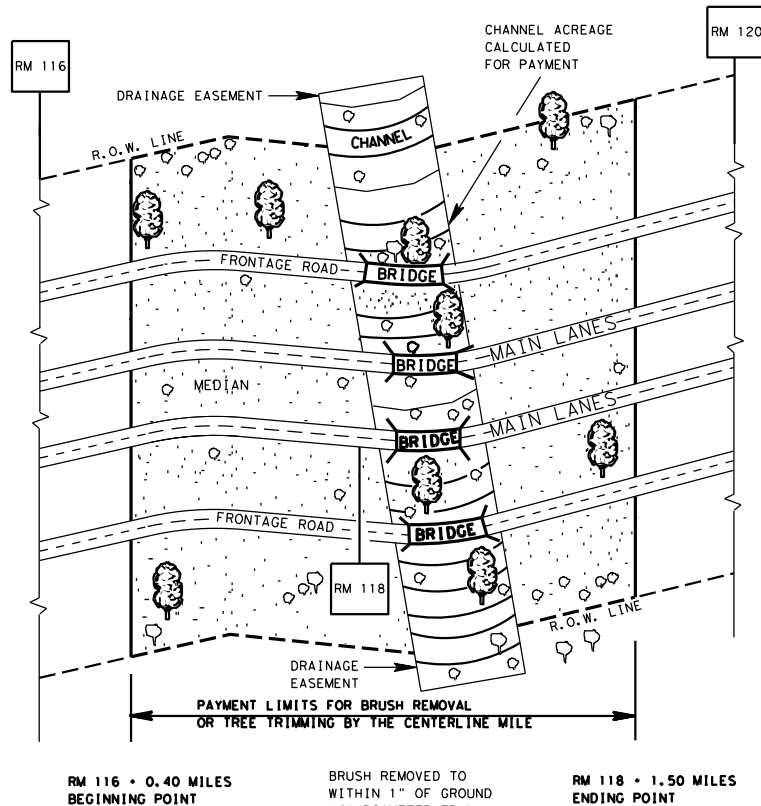 RM 116
RM 120
CHANNEL ACREAGE
CALCULATED
FOR PAYMENT
DRAINAGE EASEMENT
CHANNEL
R.O.W. LINE
FRONTAGE ROAD
BRIDGE
MAIN LANES
BRIDGE
MEDIAN
MAIN LANES
BRIDGE
FRONTAGE ROAD
BRIDGE
RM 118
R.O.W. LINE
DRAINAGE
EASEMENT
PAYMENT LIMITS FOR BRUSH REMOVAL
OR TREE TRIMMING BY THE CENTERLINE MILE
RM 116 + 0.40 MILES
BEGINNING POINT
BRUSH REMOVED TO
WITHIN 1" OF GROUND
RM 118 + 1.50 MILES
ENDING POINT